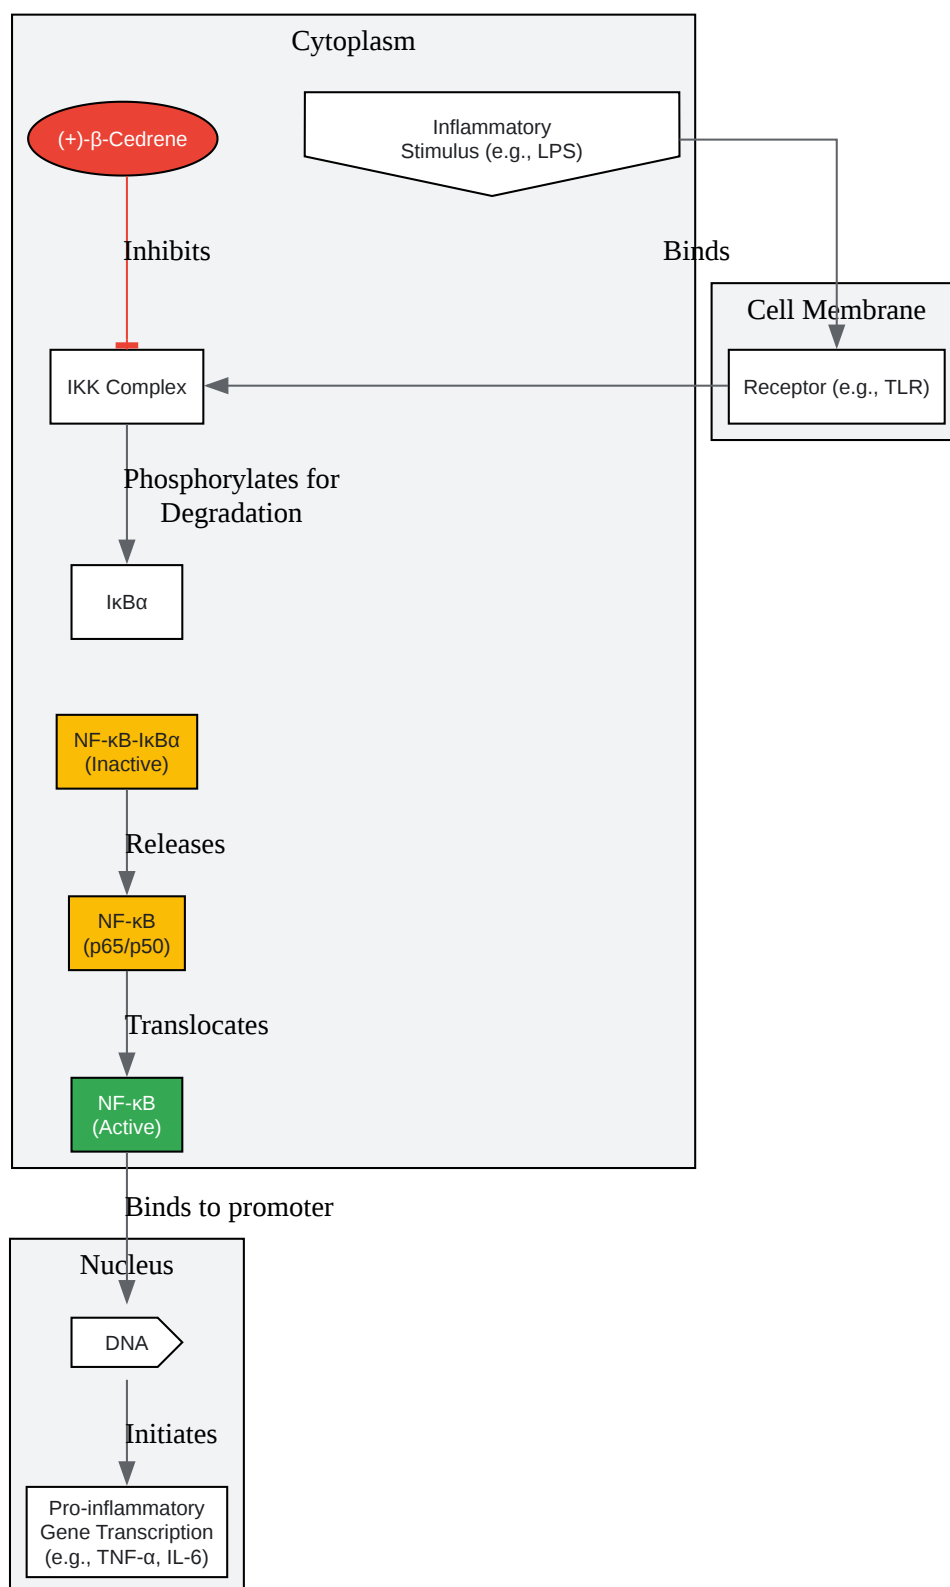 Cytoplasm
(+)-β-Cedrene
Inflammatory
Stimulus (e.g., LPS)
Inhibits
Binds
Cell Membrane
IKK Complex
Receptor (e.g., TLR)
Phosphorylates for
Degradation
IκBα
NF-κB-IκBα
(Inactive)
Releases
NF-κB
(p65/p50)
Translocates
NF-κB
(Active)
Binds to promoter
Nucleus
DNA
Initiates
Pro-inflammatory
Gene Transcription
(e.g., TNF-α, IL-6)